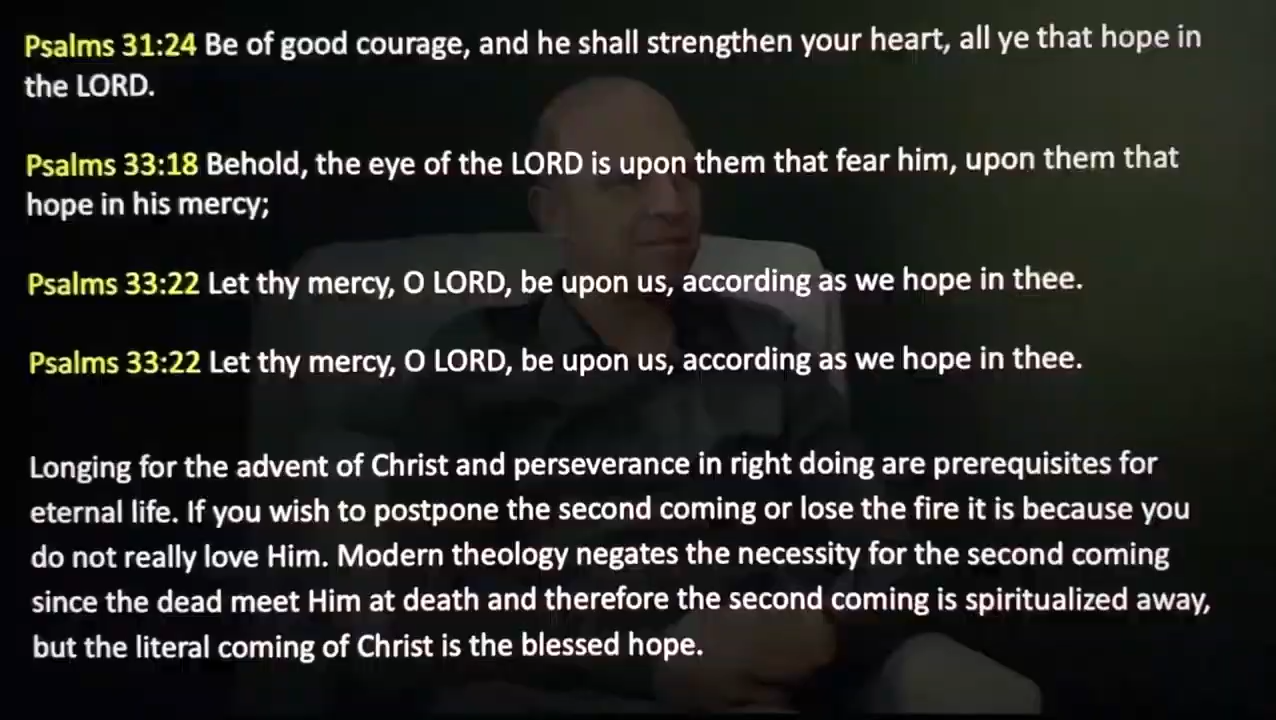 Psalms 31:24 Be of good courage, and he shall strengthen your heart, all ye that hope in
the LORD.
Psalms 33:18 Behold, the eye of the LORD is upon them that fear him, upon them that
hope in his mercy;
Psalms 33:22 Let thy mercy, O LORD, be upon us, according as we hope in thee.
Psalms 33:22 Let thy mercy, O LORD, be upon us, according as we hope in thee.
Longing for the advent of Christ and perseverance in right doing are prerequisites for
eternal life. If you wish to postpone the second coming or lose the fire it is because you
do not really love Him. Modern theology negates the necessity for the second coming
since the dead meet Him at death and therefore the second coming is spiritualized away,
but the literal coming of Christ is the blessed hope.